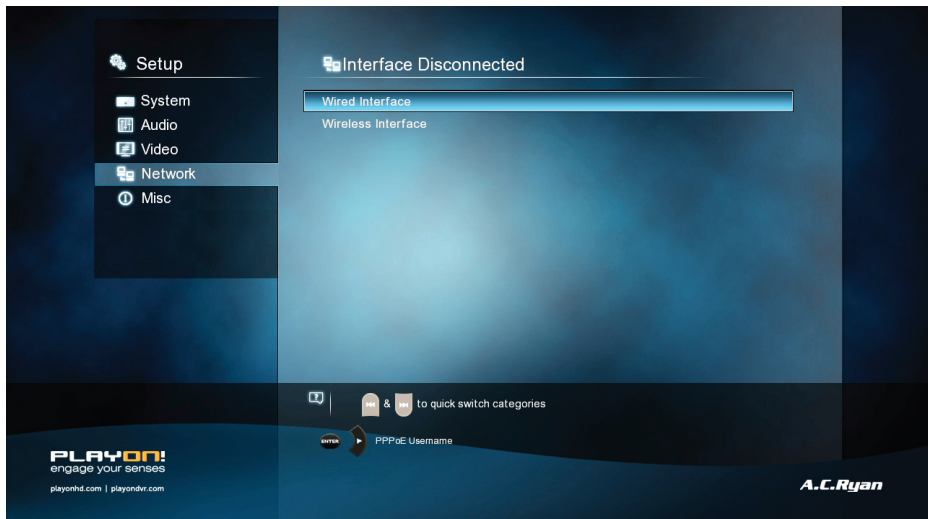 Setup
System
Audio
Video
Network
Misc
Interface Disconnected
Wired Interface
Wireless Interface
& to quick switch categories
ENTER PPPoE Username
PLAYON!
engage your senses
playonhd.com | playondvr.com
A.C.Ryan